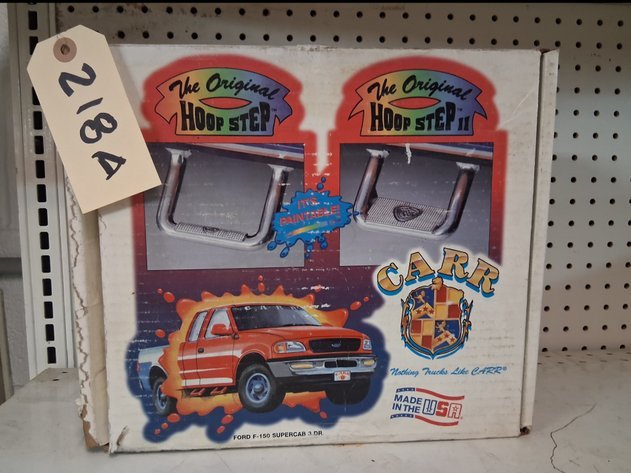 218A
The Original
HOOP STEP™
The Original
HOOP STEP II
IT'S
PAINTABLE!
CARR
Nothing Trucks Like CARR®
MADE
IN THE USA
FORD F-150 SUPERCAB 3 DR.